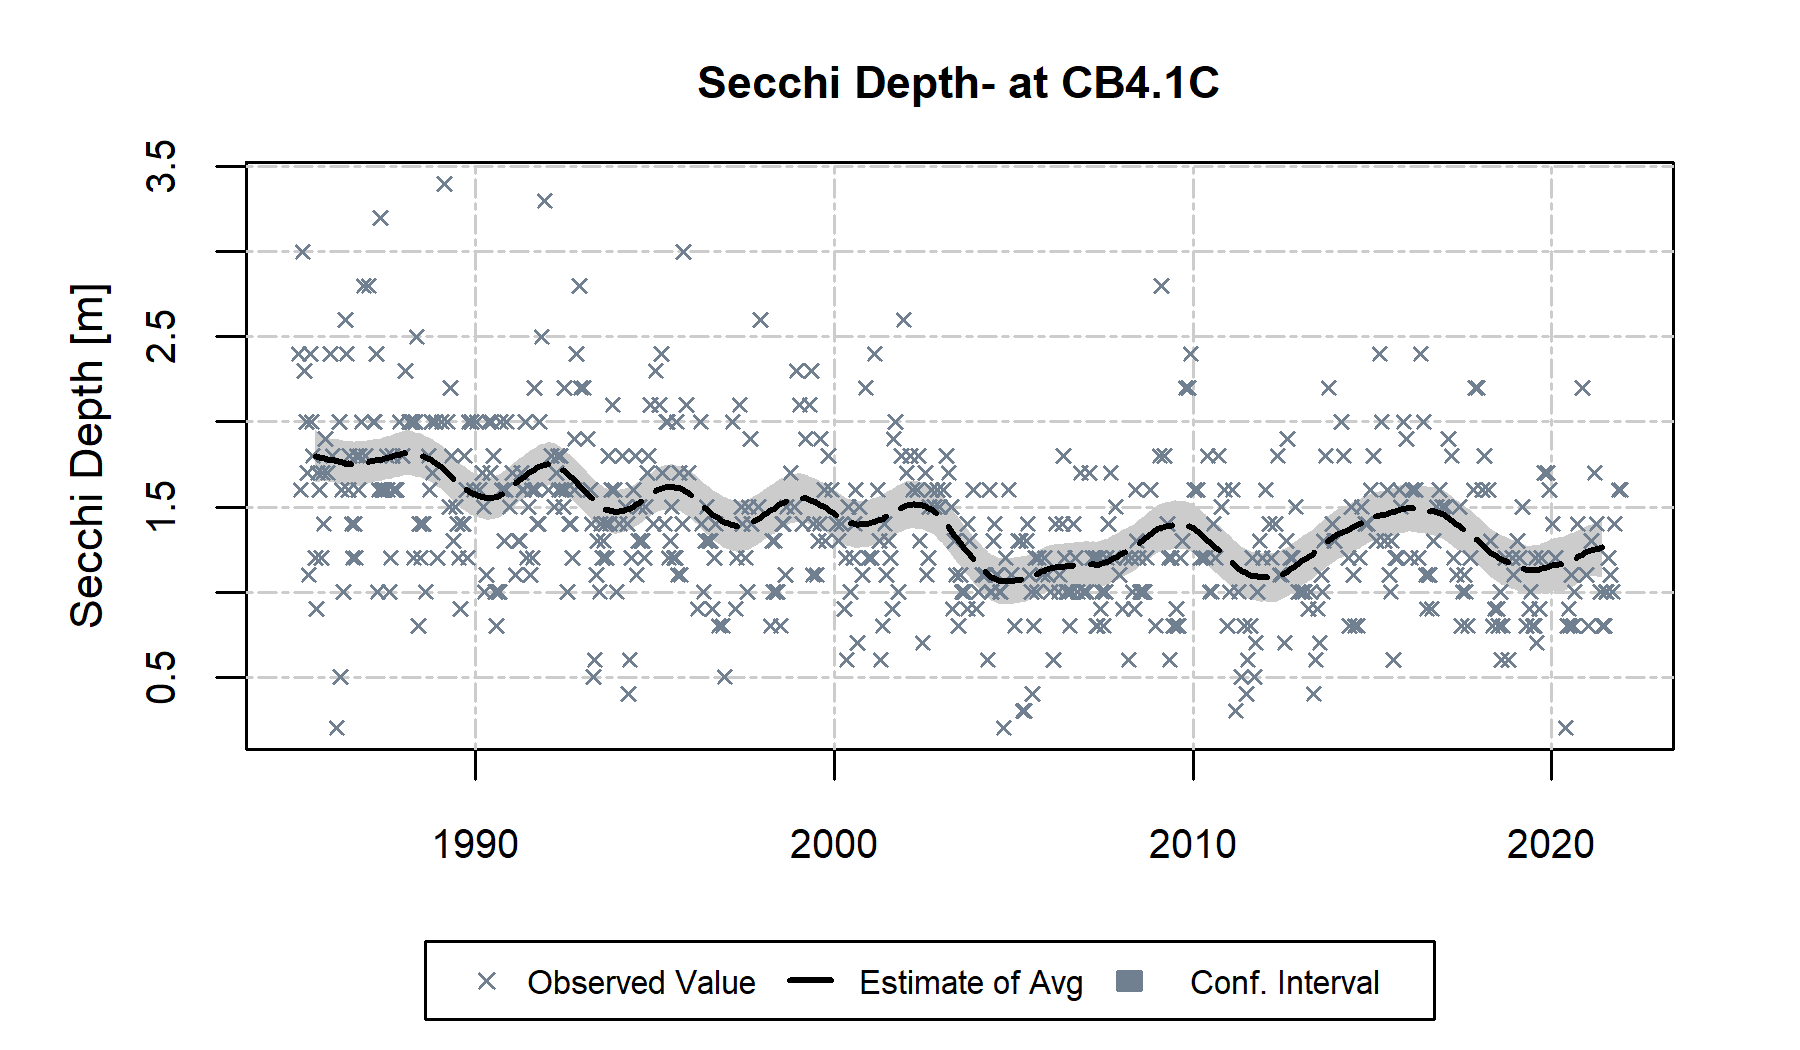 Secchi Depth- at CB4.1C
Secchi Depth [m]
3.5
2.5
1.5
0.5
1990 2000 2010 2020
Observed Value Estimate of Avg Conf. Interval